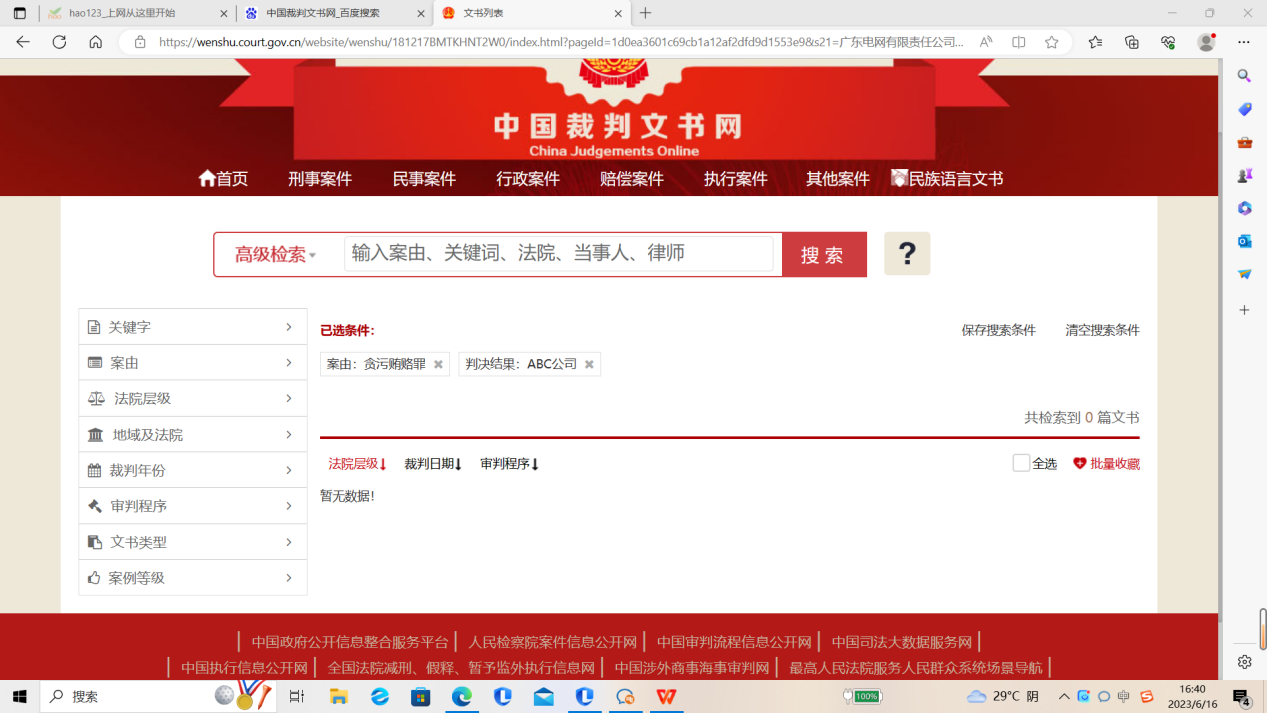 hao123_上网从这里开始
中国裁判文书网_百度搜索
文书列表
https://wenshu.court.gov.cn/website/wenshu/181217BMTKHNT2W0/index.html?pageId=1d0ea3601c69cb1a12af2dfd9d1553e9&s21=广东电网有限责任公司...
中国裁判文书网
China Judgements Online
首页 刑事案件 民事案件 行政案件 赔偿案件 执行案件 其他案件 民族语言文书
高级检索 输入案由、关键词、法院、当事人、律师 搜索 ?
关键字
案由
法院层级
地域及法院
裁判年份
审判程序
文书类型
案例等级
已选条件： 保存搜索条件 清空搜索条件
案由：贪污贿赂罪 判决结果：ABC公司
共检索到 0 篇文书
法院层级 裁判日期 审判程序 全选 批量收藏
暂无数据！
中国政府公开信息整合服务平台 人民检察院案件信息公开网 中国审判流程信息公开网 中国司法大数据服务网
中国执行信息公开网 全国法院减刑、假释、暂予监外执行信息网 中国涉外商事海事审判网 最高人民法院服务人民群众系统场景导航
搜索 100% 29°C 阴 中 16:40
2023/6/16 4